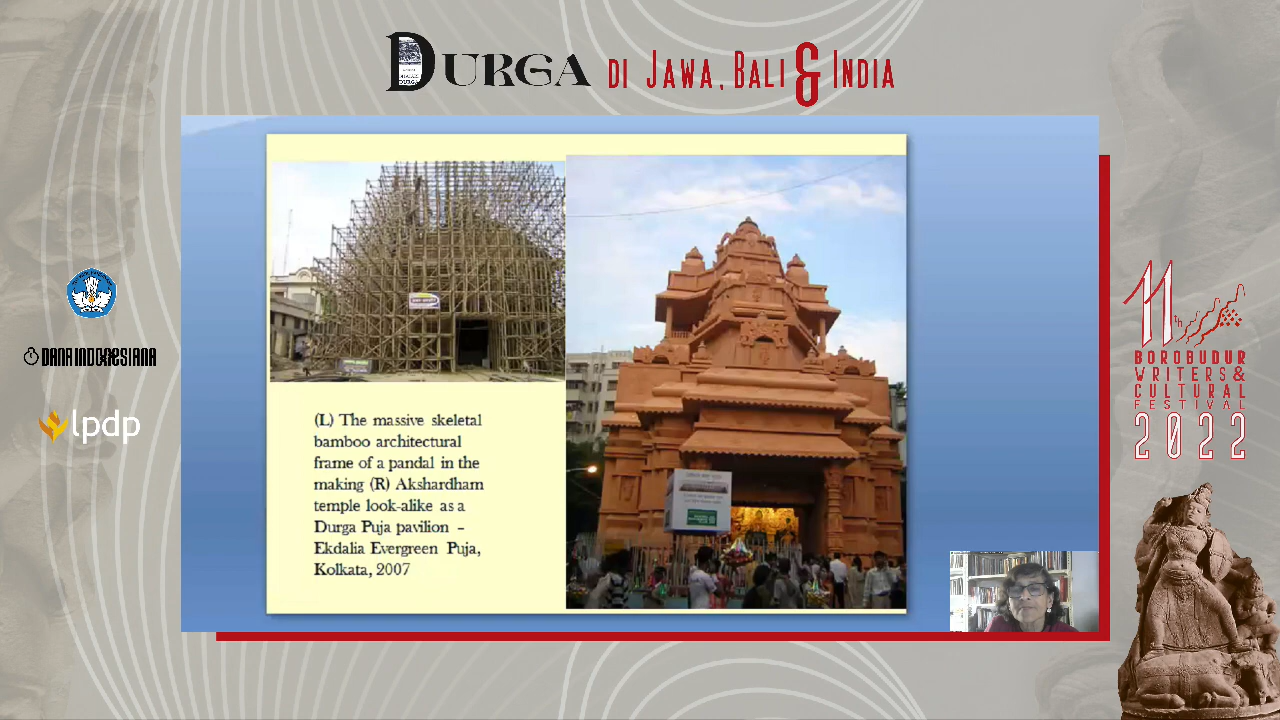 DURGA DI JAWA, BALI & INDIA
(L) The massive skeletal
bamboo architectural
frame of a pandal in the
making (R) Akshardham
temple look-alike as a
Durga Puja pavilion –
Ekdalia Evergreen Puja,
Kolkata, 2007
DANA INDONESIANA
lpdp
11th
BOROBUDUR
WRITERS &
CULTURAL
FESTIVAL
2022